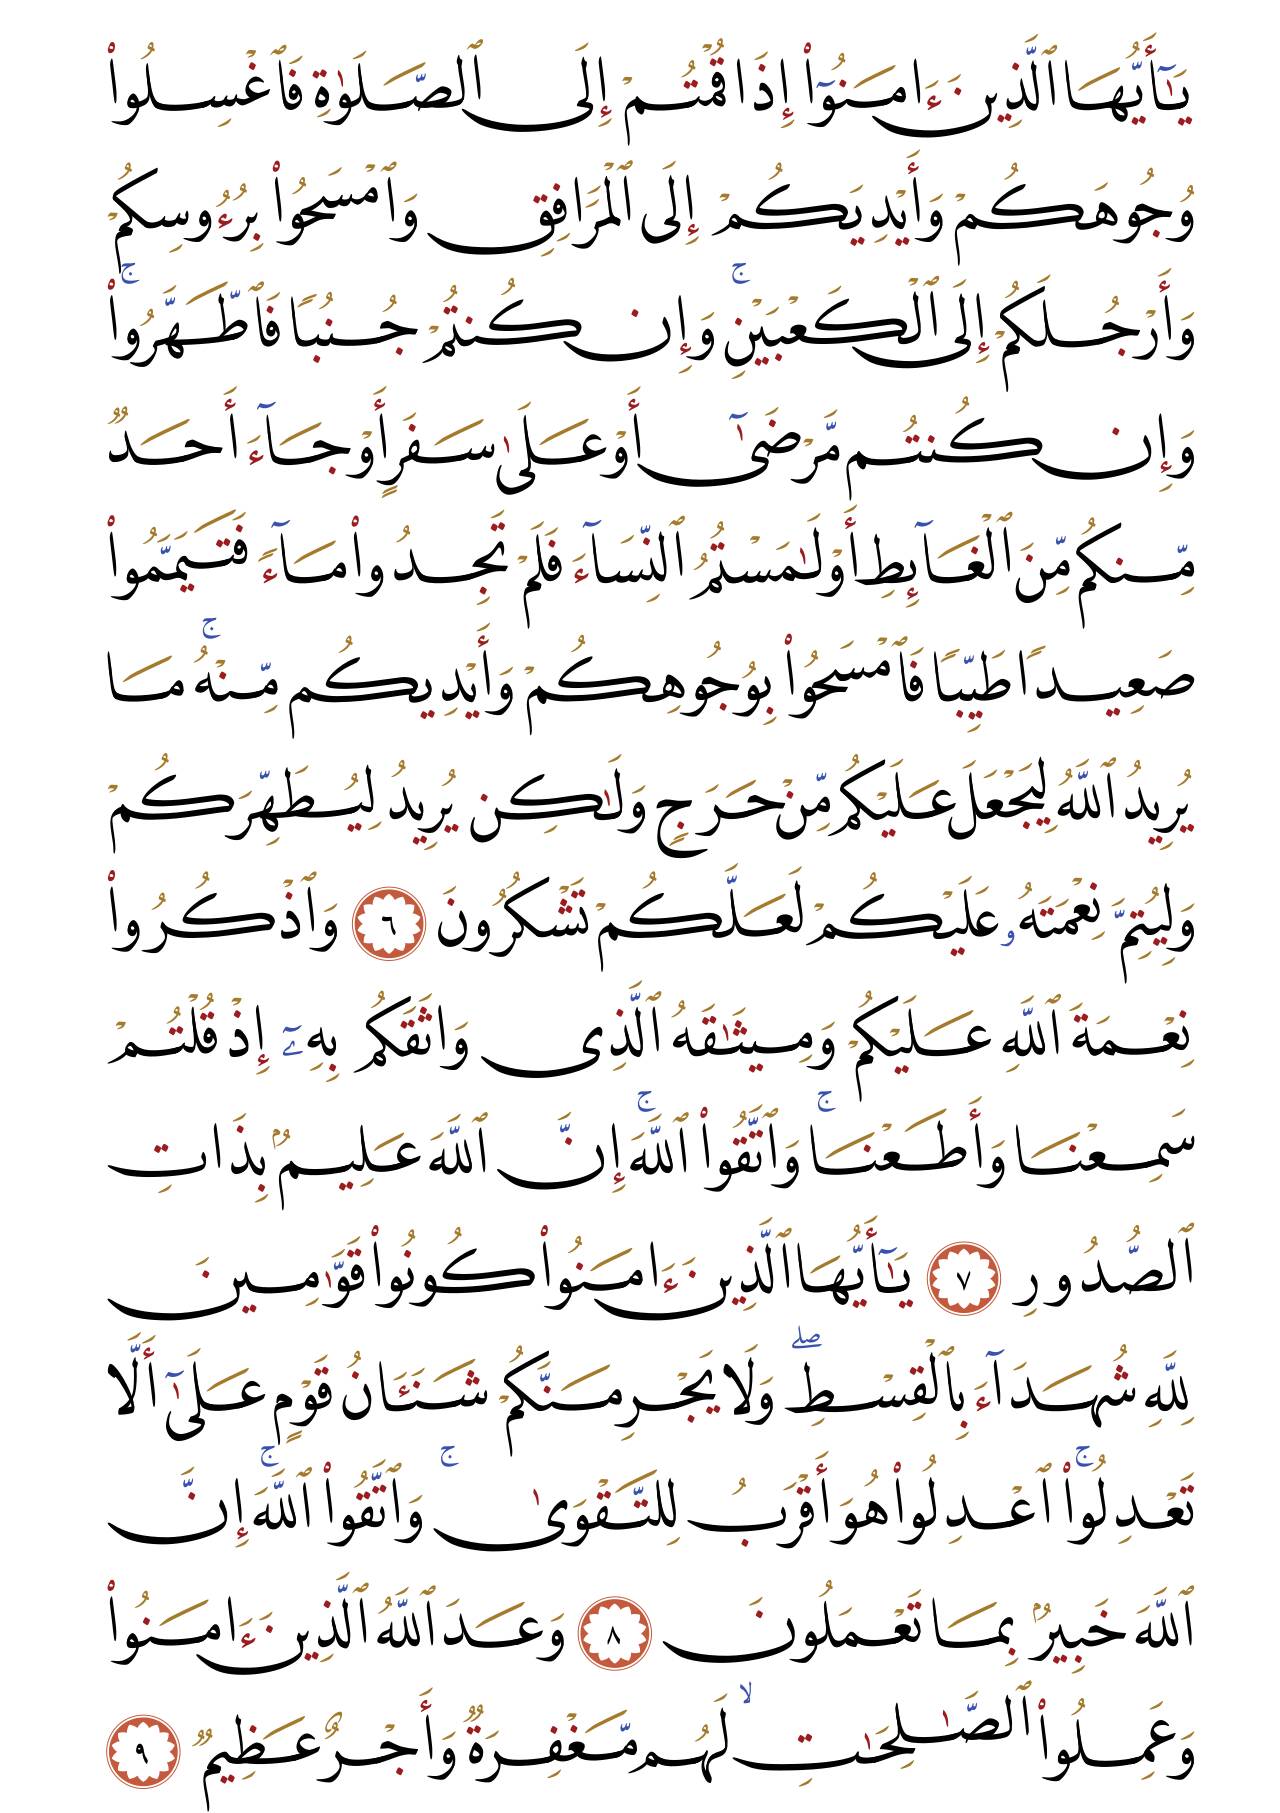 يَـٰٓأَيُّهَا ٱلَّذِينَ ءَامَنُوٓا۟ إِذَا قُمْتُمْ إِلَى ٱلصَّلَوٰةِ فَٱغْسِلُوا۟
وُجُوهَكُمْ وَأَيْدِيَكُمْ إِلَى ٱلْمَرَافِقِ وَٱمْسَحُوا۟ بِرُءُوسِكُمْ
وَأَرْجُلَكُمْ إِلَى ٱلْكَعْبَيْنِ ۚ وَإِن كُنتُمْ جُنُبًا فَٱطَّهَّرُوا۟ ۚ
وَإِن كُنتُم مَّرْضَىٰٓ أَوْ عَلَىٰ سَفَرٍ أَوْ جَآءَ أَحَدٌ
مِّنكُم مِّنَ ٱلْغَآئِطِ أَوْ لَـٰمَسْتُمُ ٱلنِّسَآءَ فَلَمْ تَجِدُوا۟ مَآءً فَتَيَمَّمُوا۟
صَعِيدًا طَيِّبًا فَٱمْسَحُوا۟ بِوُجُوهِكُمْ وَأَيْدِيكُم مِّنْهُ ۚ مَا
يُرِيدُ ٱللَّهُ لِيَجْعَلَ عَلَيْكُم مِّنْ حَرَجٍ وَلَـٰكِن يُرِيدُ لِيُطَهِّرَكُمْ
وَلِيُتِمَّ نِعْمَتَهُۥ عَلَيْكُمْ لَعَلَّكُمْ تَشْكُرُونَ ٦ وَٱذْكُرُوا۟
نِعْمَةَ ٱللَّهِ عَلَيْكُمْ وَمِيثَـٰقَهُ ٱلَّذِى وَاثَقَكُم بِهِۦٓ إِذْ قُلْتُمْ
سَمِعْنَا وَأَطَعْنَا ۚ وَٱتَّقُوا۟ ٱللَّهَ ۚ إِنَّ ٱللَّهَ عَلِيمٌۢ بِذَاتِ
ٱلصُّدُورِ ٧ يَـٰٓأَيُّهَا ٱلَّذِينَ ءَامَنُوا۟ كُونُوا۟ قَوَّٰمِينَ
لِلَّهِ شُهَدَآءَ بِٱلْقِسْطِ ۖ وَلَا يَجْرِمَنَّكُمْ شَنَـَٔانُ قَوْمٍ عَلَىٰٓ أَلَّا
تَعْدِلُوا۟ ۚ ٱعْدِلُوا۟ هُوَ أَقْرَبُ لِلتَّقْوَىٰ ۚ وَٱتَّقُوا۟ ٱللَّهَ ۚ إِنَّ
ٱللَّهَ خَبِيرٌۢ بِمَا تَعْمَلُونَ ٨ وَعَدَ ٱللَّهُ ٱلَّذِينَ ءَامَنُوا۟
وَعَمِلُوا۟ ٱلصَّـٰلِحَـٰتِ ۙ لَهُم مَّغْفِرَةٌ وَأَجْرٌ عَظِيمٌ ٩